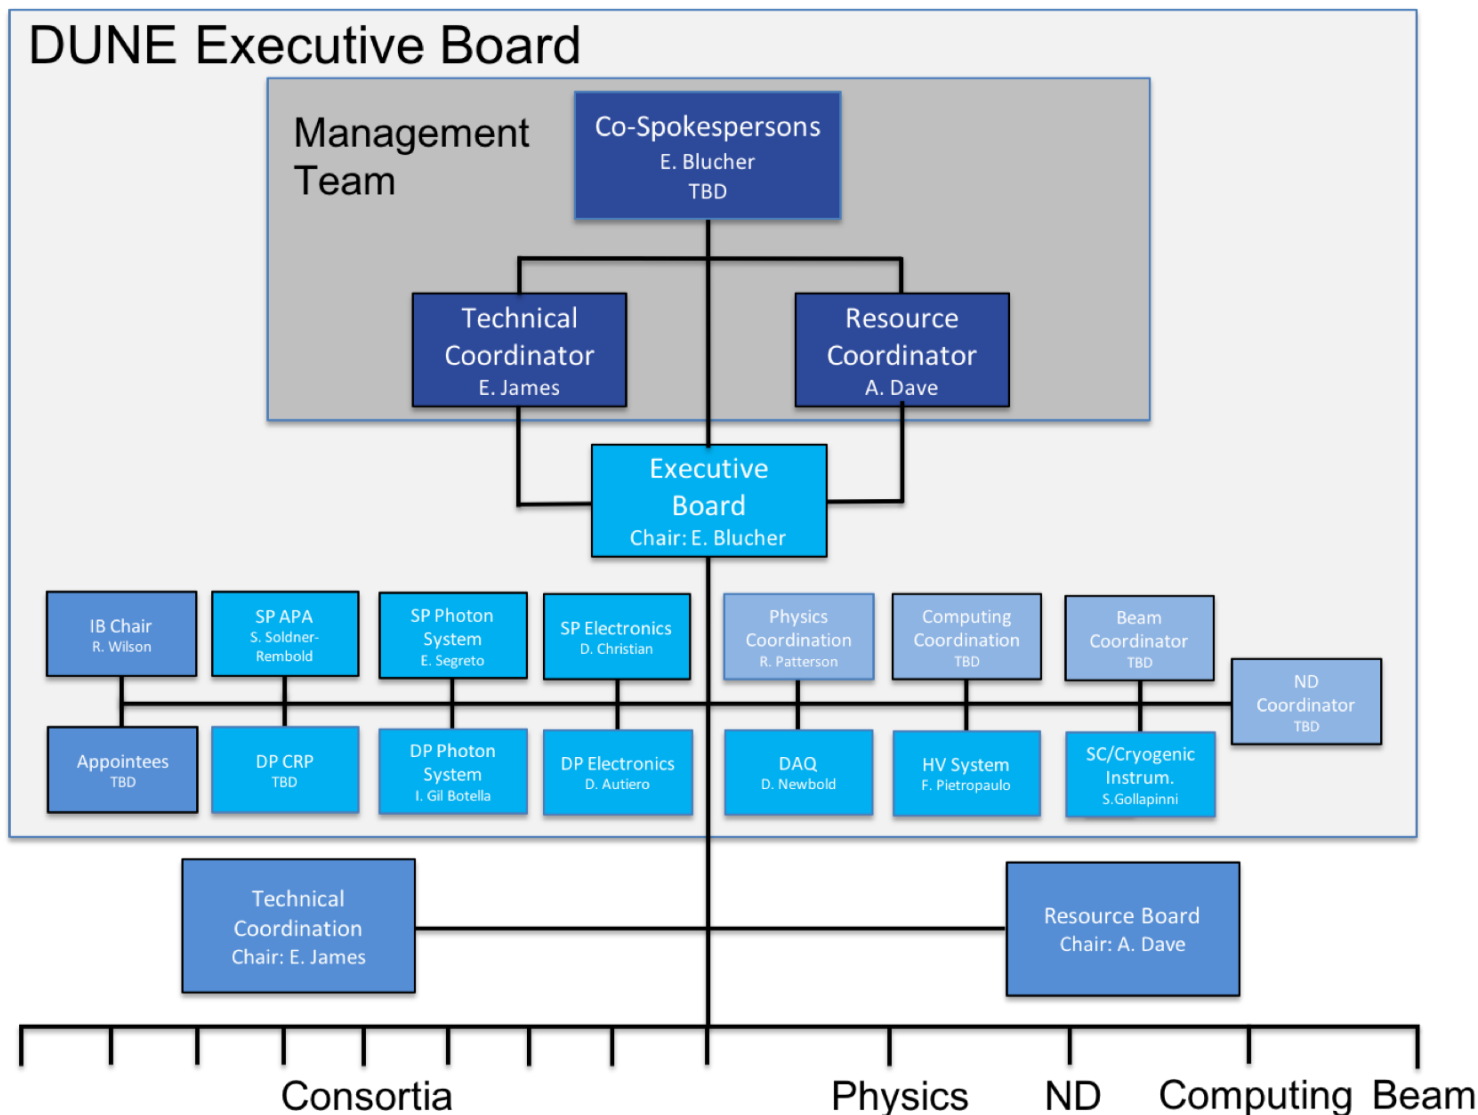 DUNE Executive Board
Management
Team
Co-Spokespersons
E. Blucher
TBD
Technical
Coordinator
E. James
Resource
Coordinator
A. Dave
Executive
Board
Chair: E. Blucher
IB Chair
R. Wilson
SP APA
S. Soldner-
Rembold
SP Photon
System
E. Segreto
SP Electronics
D. Christian
Physics
Coordination
R. Patterson
Computing
Coordination
TBD
Beam
Coordinator
TBD
ND
Coordinator
TBD
Appointees
TBD
DP CRP
TBD
DP Photon
System
I. Gil Botella
DP Electronics
D. Autiero
DAQ
D. Newbold
HV System
F. Pietropaulo
SC/Cryogenic
Instrum.
S.Gollapinni
Technical
Coordination
Chair: E. James
Resource Board
Chair: A. Dave
Consortia
Physics
ND
Computing
Beam